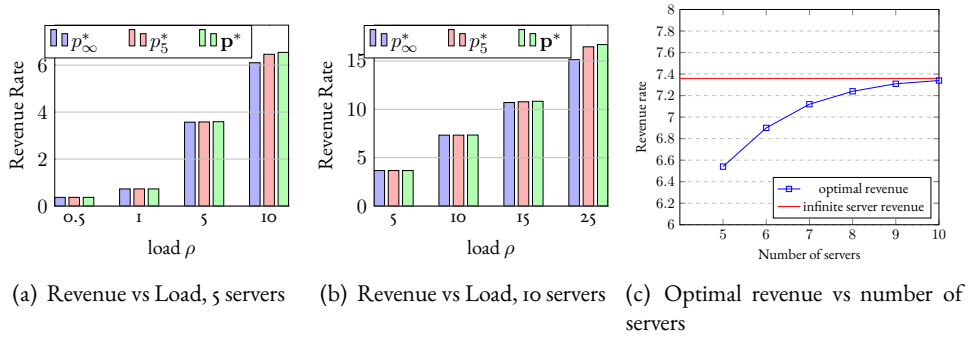 p*∞ p*5 p*
Revenue Rate
6
4
2
0
0.5 1 5 10
load ρ
(a) Revenue vs Load, 5 servers
p*∞ p*5 p*
Revenue Rate
15
10
5
0
5 10 15 25
load ρ
(b) Revenue vs Load, 10 servers
Revenue rate
8
7.8
7.4
7.2
7
6.8
6.6
6.4
6.2
6
optimal revenue
infinite server revenue
5 6 7 8 9 10
Number of servers
(c) Optimal revenue vs number of
servers